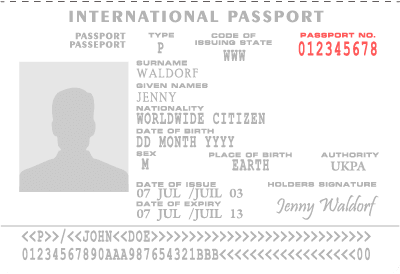 INTERNATIONAL PASSPORT
PASSPORT TYPE CODE OF ISSUING STATE PASSPORT NO.
PASSEPORT P WWW 012345678
SURNAME
WALDORF
GIVEN NAMES
JENNY
NATIONALITY
WORLDWIDE CITIZEN
DATE OF BIRTH
DD MONTH YYYY
SEX PLACE OF BIRTH AUTHORITY
M EARTH UKPA
DATE OF ISSUE HOLDERS SIGNATURE
07 JUL /JUIL 03
DATE OF EXPIRY Jenny Waldorf
07 JUL /JUIL 13
<<P>>/<<JOHN<<DOE>>>>>>>>>>>>>>>>>>>>>>>>>>>>
01234567890AAA987654321BBB<<<<<<<<<<<<<<<<<<00